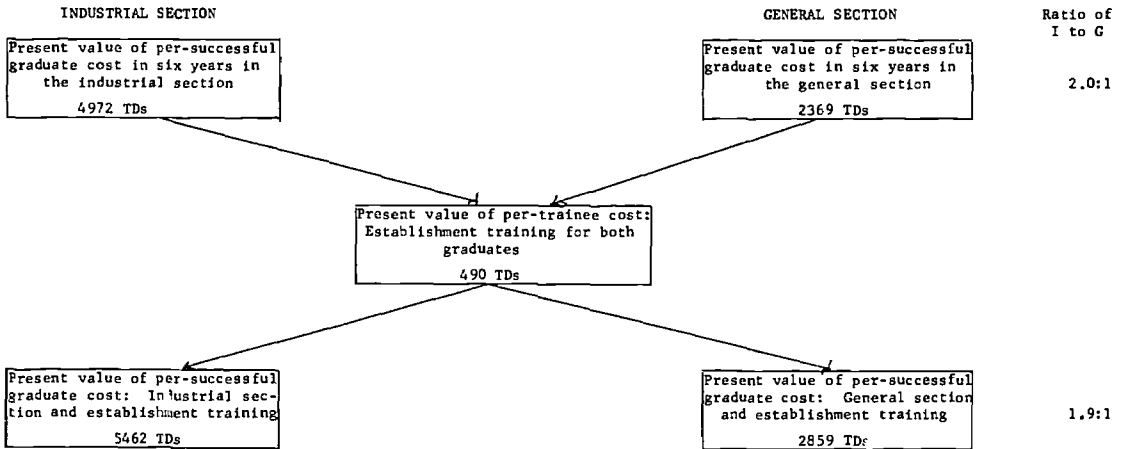 INDUSTRIAL SECTION
GENERAL SECTION
Ratio of
I to G
Present value of per-successful
graduate cost in six years in
the industrial section
4972 TDs
Present value of per-successful
graduate cost in six years in
the general section
2369 TDs
2.0:1
Present value of per-trainee cost:
Establishment training for both
graduates
490 TDs
Present value of per-successful
graduate cost: Industrial sec-
tion and establishment training
5462 TDs
Present value of per-successful
graduate cost: General section
and establishment training
2859 TDs
1.9:1